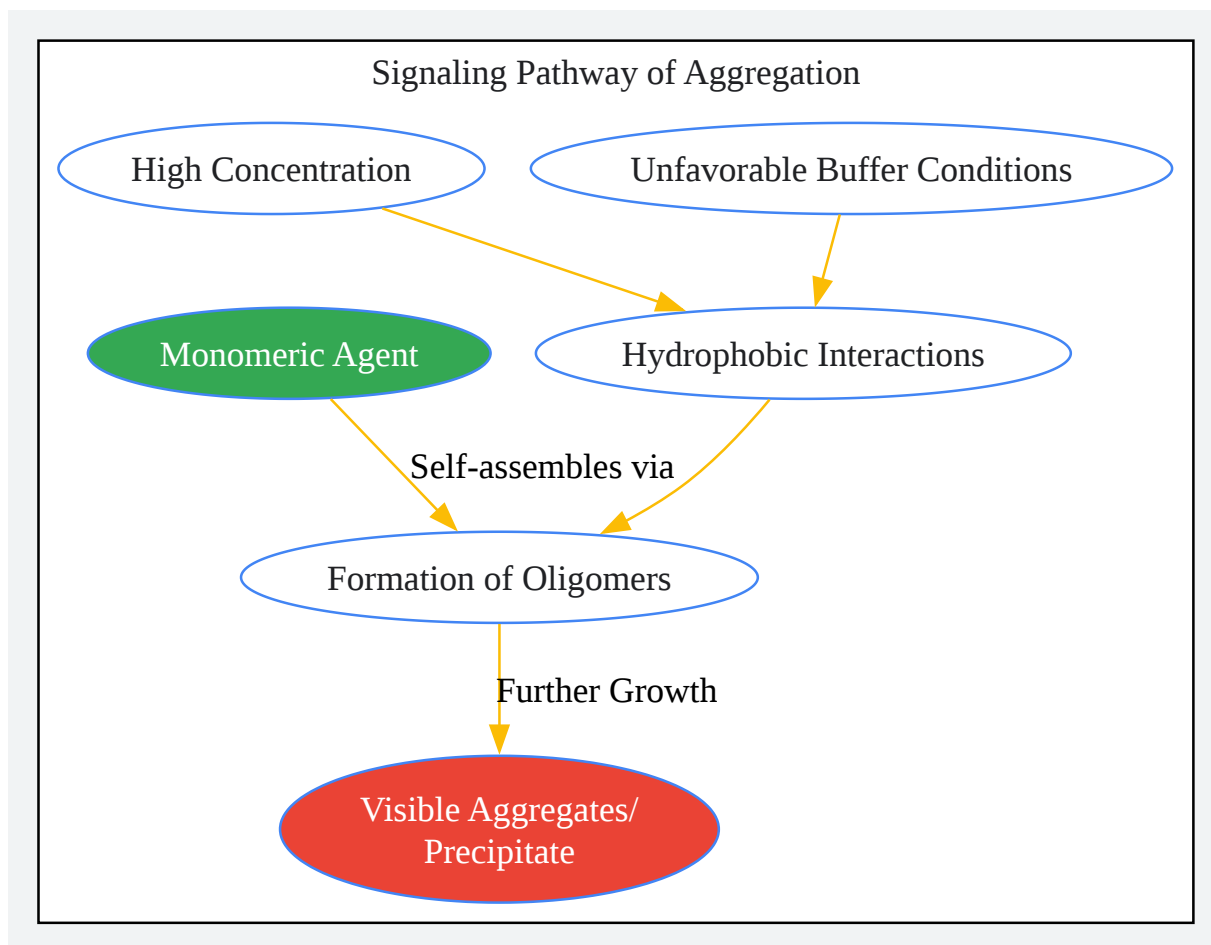 Signaling Pathway of Aggregation
High Concentration
Unfavorable Buffer Conditions
Monomeric Agent
Hydrophobic Interactions
Self-assembles via
Formation of Oligomers
Further Growth
Visible Aggregates/
Precipitate